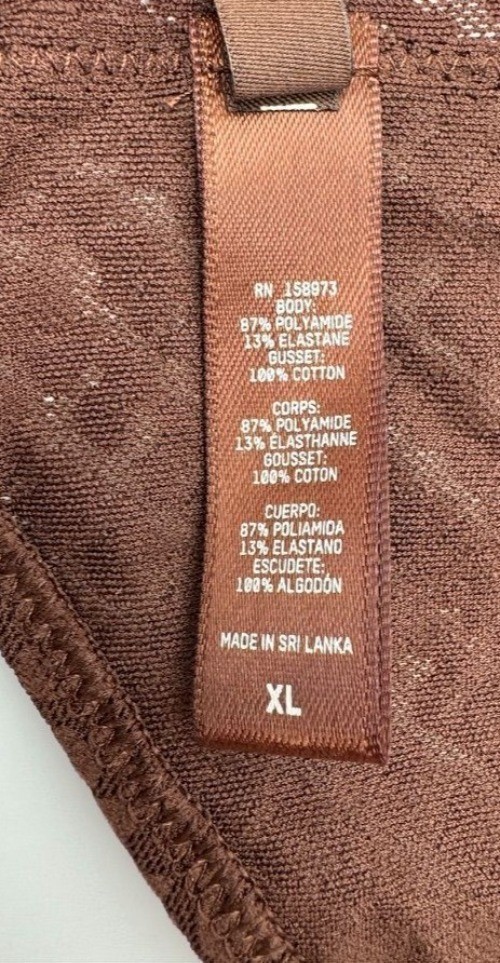 RN 158973
BODY:
87% POLYAMIDE
13% ELASTANE
GUSSET:
100% COTTON
CORPS:
87% POLYAMIDE
13% ÉLASTHANNE
GOUSSET:
100% COTON
CUERPO:
87% POLIAMIDA
13% ELASTANO
ESCUDETE:
100% ALGODÓN
MADE IN SRI LANKA
XL